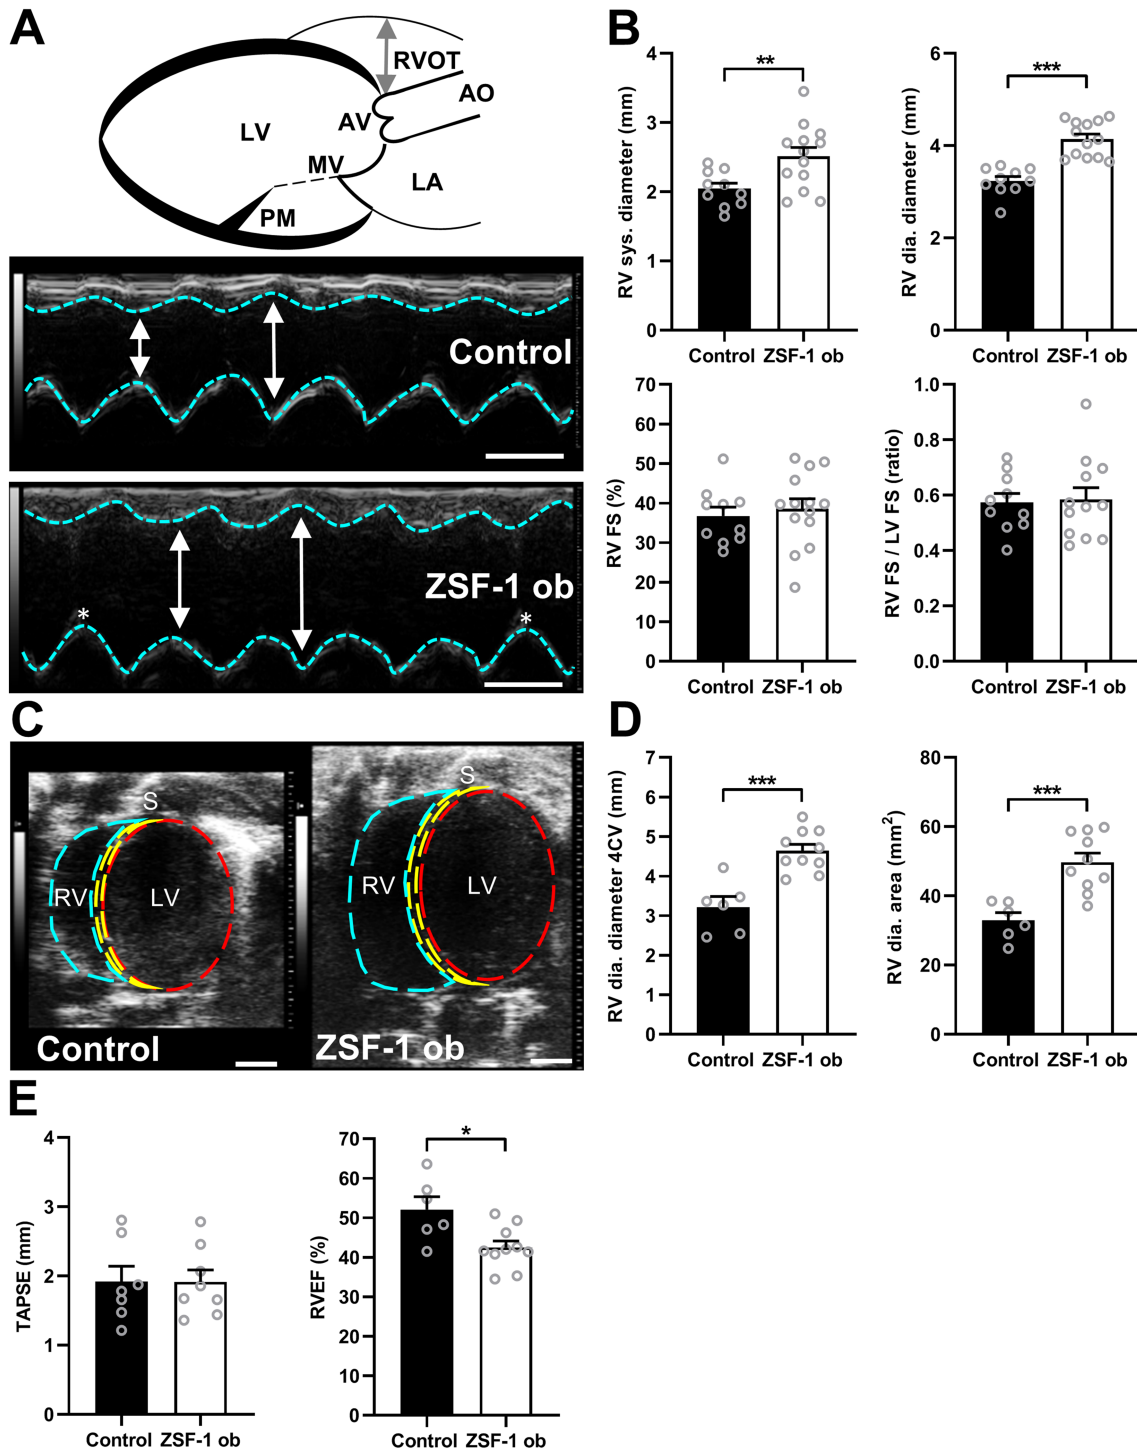 A
RVOT
AO
AV
LV
MV
LA
PM
Control
ZSF-1 ob
*
*
B
RV sys. diameter (mm)
4
3
2
1
0
**
Control ZSF-1 ob
RV dia. diameter (mm)
6
4
2
0
***
Control ZSF-1 ob
RV FS (%)
70
60
50
40
30
20
10
0
Control ZSF-1 ob
RV FS / LV FS (ratio)
1.0
0.8
0.6
0.4
0.2
0.0
Control ZSF-1 ob
C
S
RV
LV
Control
S
RV
LV
ZSF-1 ob
D
RV dia. diameter 4CV (mm)
7
6
5
4
3
2
1
0
***
Control ZSF-1 ob
RV dia. area (mm²)
80
60
40
20
0
***
Control ZSF-1 ob
E
TAPSE (mm)
4
3
2
1
0
Control ZSF-1 ob
RVEF (%)
70
60
50
40
30
20
10
0
*
Control ZSF-1 ob